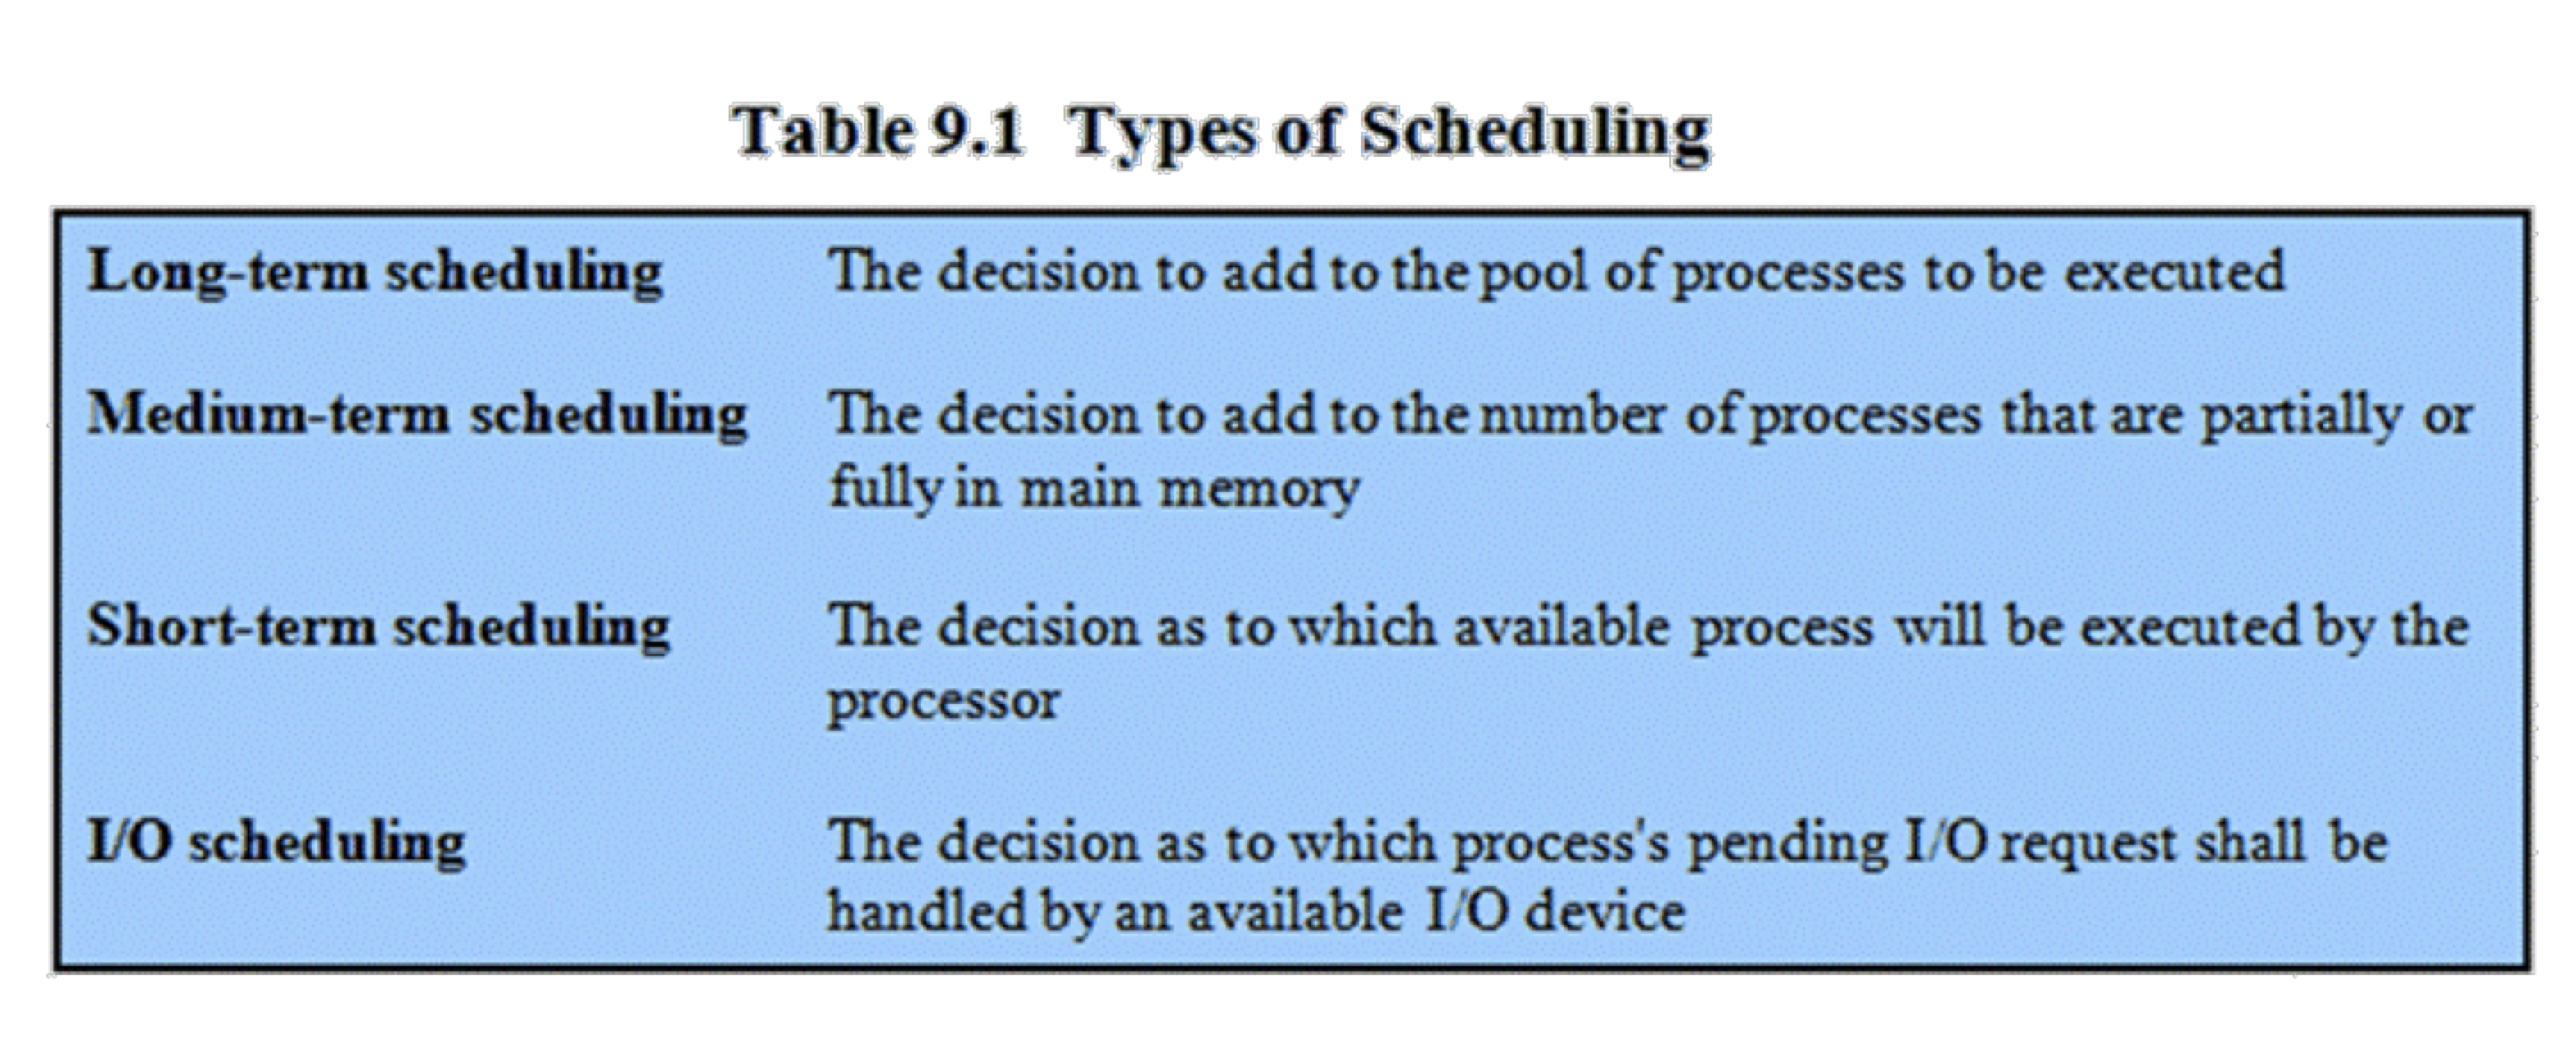 Table 9.1 Types of Scheduling
Long-term scheduling The decision to add to the pool of processes to be executed
Medium-term scheduling The decision to add to the number of processes that are partially or
fully in main memory
Short-term scheduling The decision as to which available process will be executed by the
processor
I/O scheduling The decision as to which process's pending I/O request shall be
handled by an available I/O device